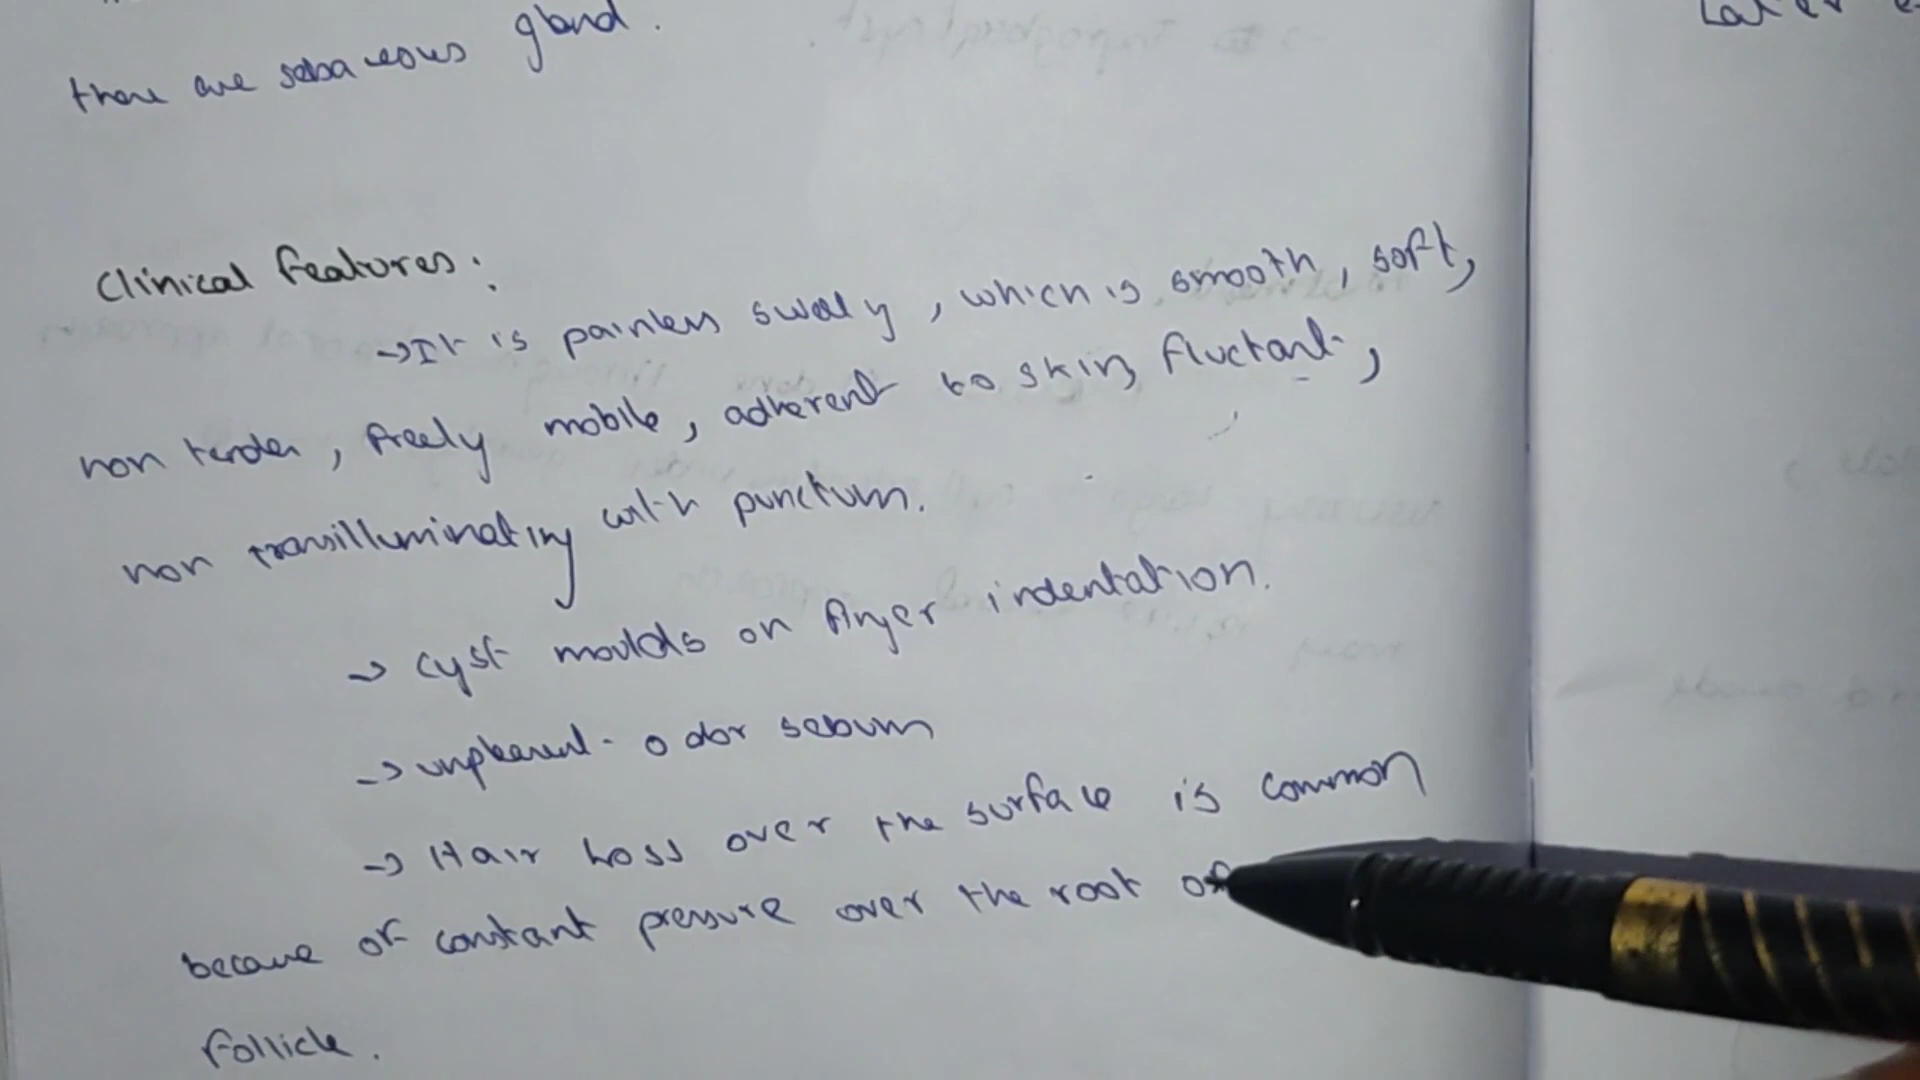 there are sebaceous gland.
Clinical Features:
→ It is painless swelly, which is smooth, soft,
non tender, freely mobile, adherent to skin, fluctant,
non transilluminating with punctum.
→ cyst moulds on finger indentation.
→ unpleasant odor sebum
→ Hair loss over the surface is common
because of constant pressure over the root of
follicle.
Later